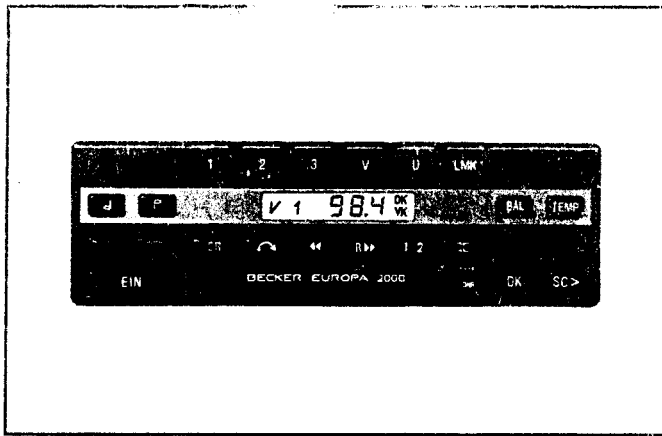 1 2 3 V U LMK
V 1 98.4 DK VK
BAL TEMP
CR R 1 2
EIN BECKER EUROPA 2000 DK SC>